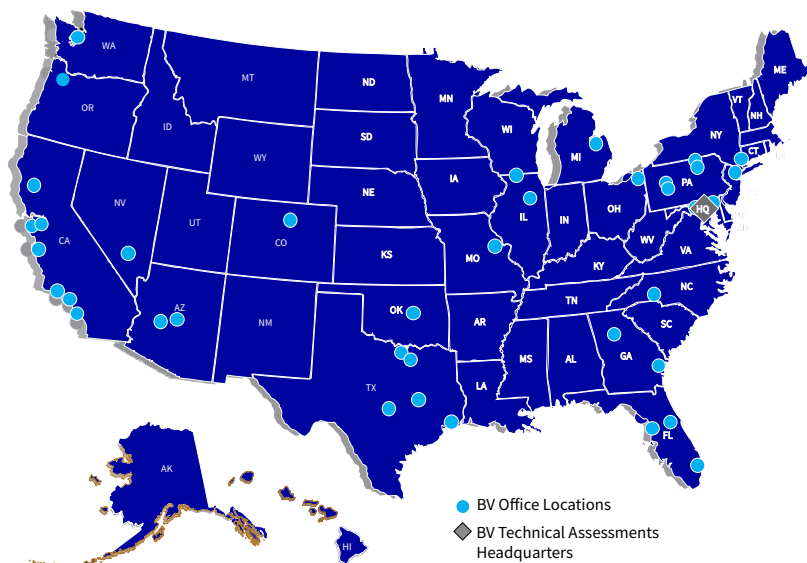 WA
MT
ND
MN
ME
OR
ID
SD
WI
MI
VT
NH
NY
WY
CT
IA
NE
PA
NV
UT
CO
IL
IN
OH
HQ
CA
KS
MO
WV
VA
KY
AZ
NM
OK
TN
NC
AR
SC
TX
LA
MS
AL
GA
FL
AK
HI
BV Office Locations
BV Technical Assessments
Headquarters